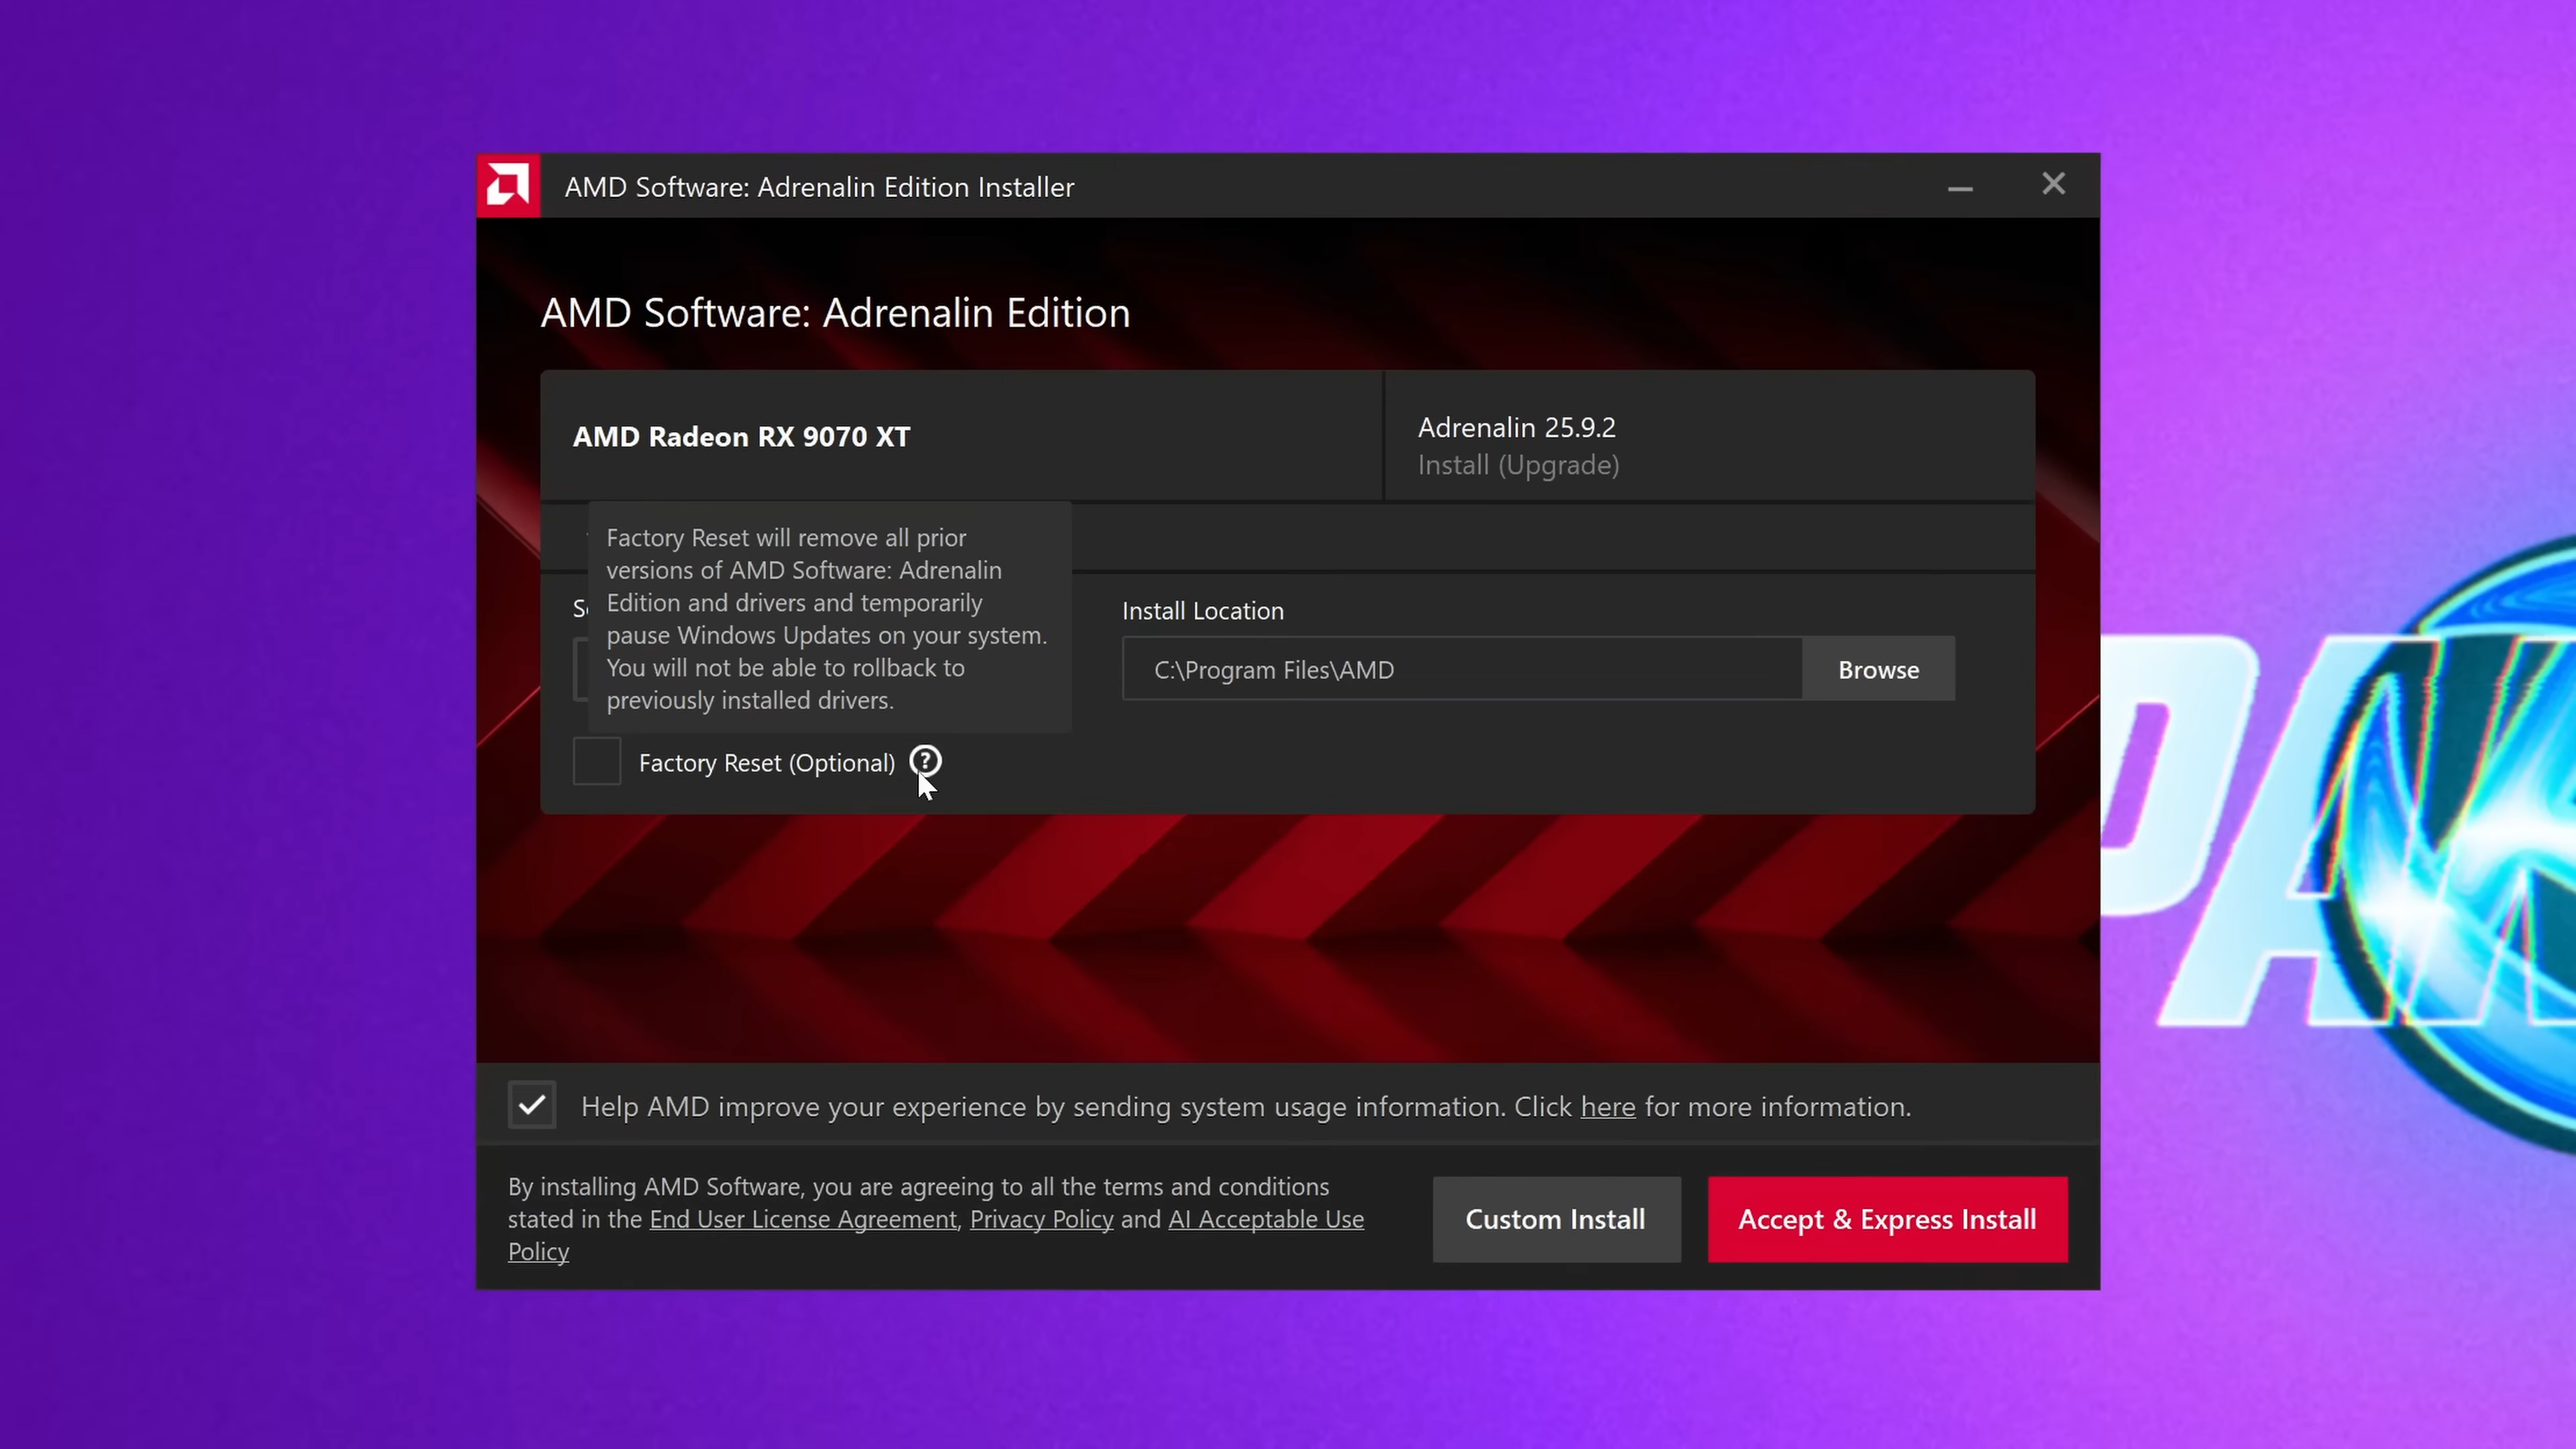 AMD Software: Adrenalin Edition Installer
AMD Software: Adrenalin Edition
AMD Radeon RX 9070 XT
Adrenalin 25.9.2
Install (Upgrade)
Factory Reset will remove all prior
versions of AMD Software: Adrenalin
Edition and drivers and temporarily
pause Windows Updates on your system.
You will not be able to rollback to
previously installed drivers.
Install Location
C:\Program Files\AMD
Browse
Factory Reset (Optional) ?
Help AMD improve your experience by sending system usage information. Click here for more information.
By installing AMD Software, you are agreeing to all the terms and conditions
stated in the End User License Agreement, Privacy Policy and AI Acceptable Use
Policy
Custom Install
Accept & Express Install